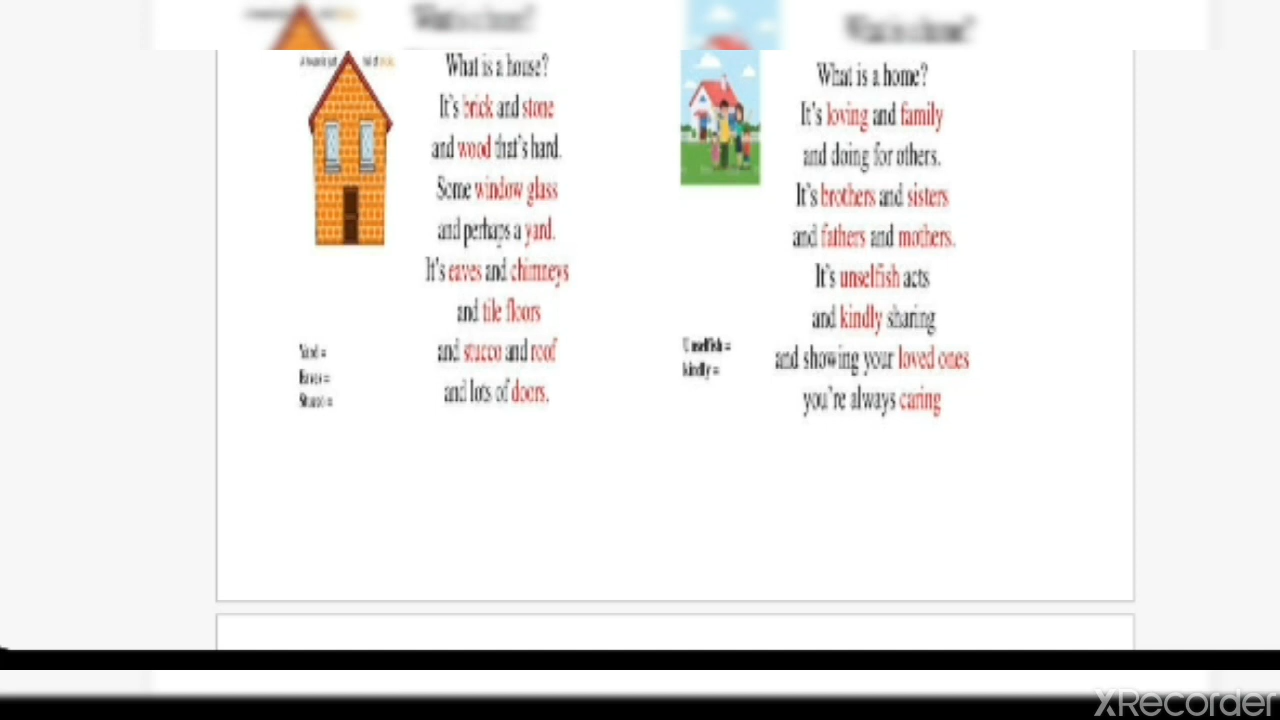 What is a house?
It's brick and stone
and wood that's hard.
Some window glass
and perhaps a yard.
It's eaves and chimneys
and tile floors
and stucco and roof
and lots of doors.
Yard =
Eaves =
Stucco =
What is a home?
It's loving and family
and doing for others.
It's brothers and sisters
and fathers and mothers.
It's unselfish acts
and kindly sharing
and showing your loved ones
you're always caring
Unselfish =
kindly =
XRecorder